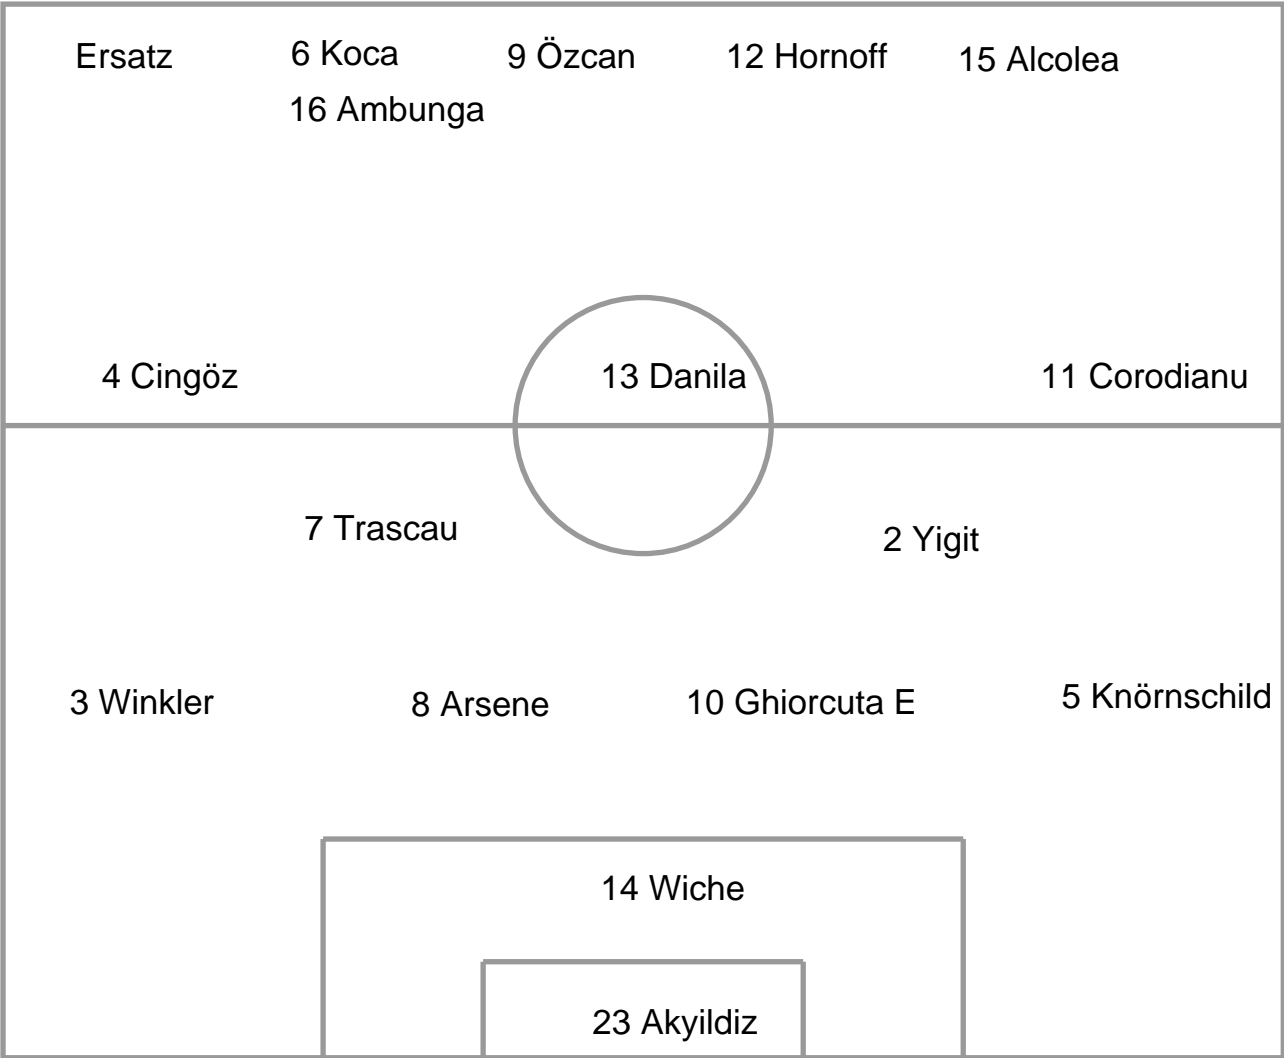 Ersatz 6 Koca 9 Özcan 12 Hornoff 15 Alcolea
16 Ambunga
4 Cingöz 13 Danila 11 Corodianu
7 Trascau 2 Yigit
3 Winkler 8 Arsene 10 Ghiorcuta E 5 Knörnschild
14 Wiche
23 Akyildiz